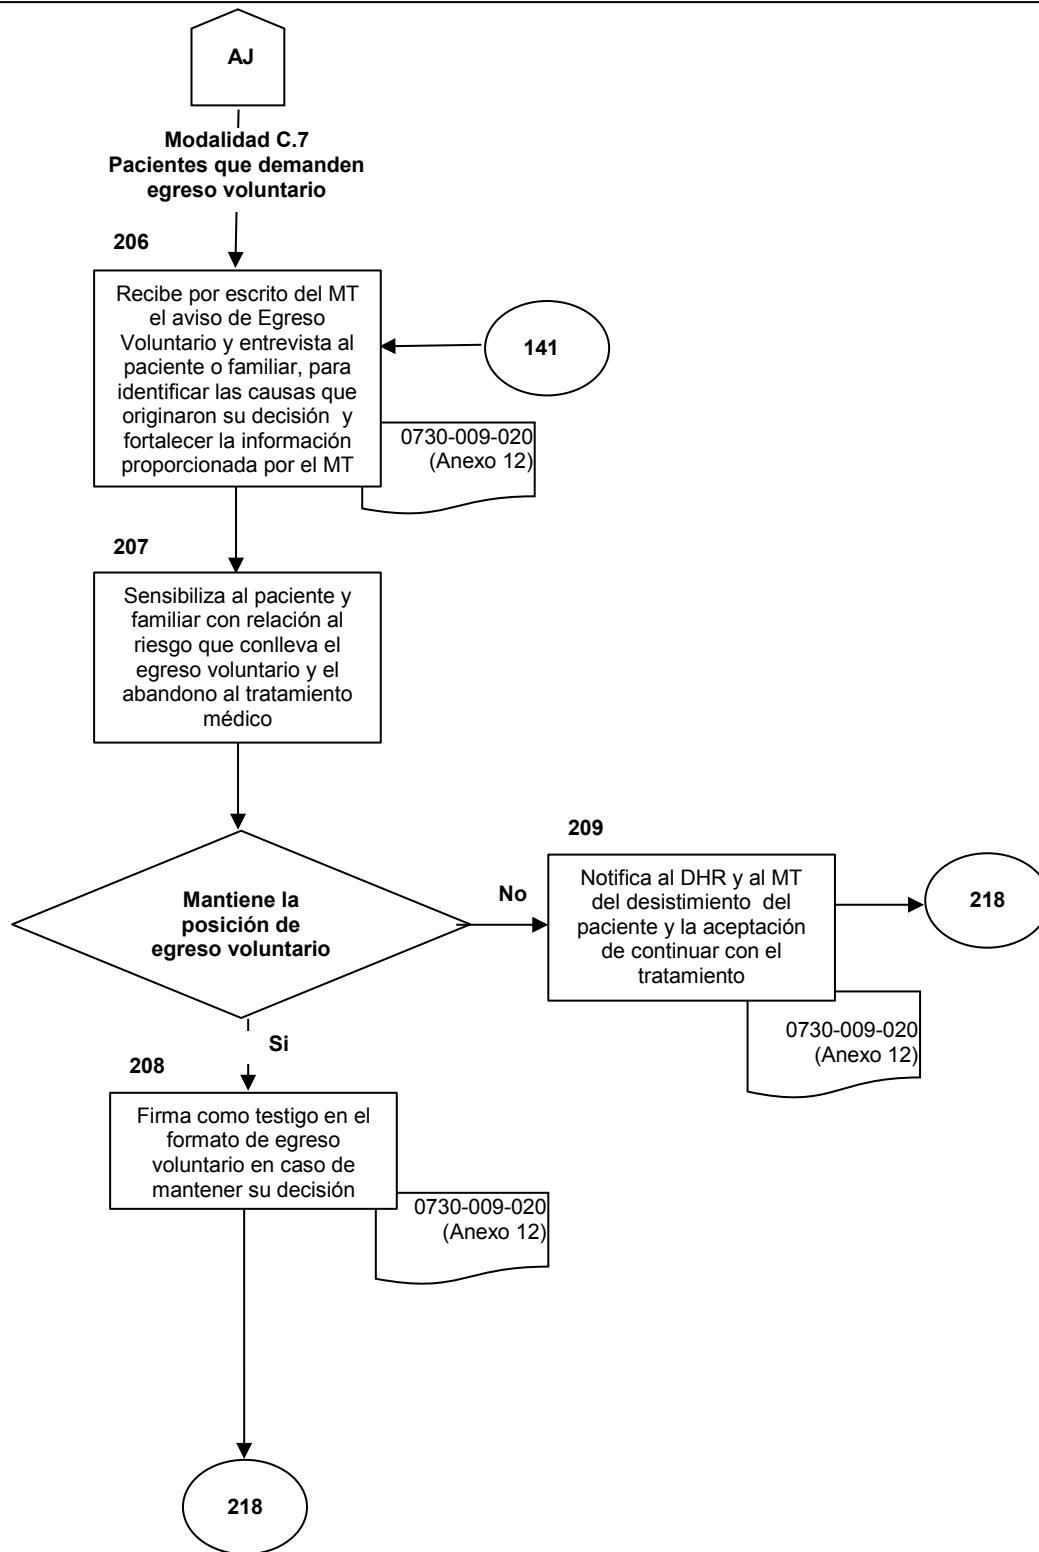 AJ
Modalidad C.7
Pacientes que demanden
egreso voluntario
206
Recibe por escrito del MT
el aviso de Egreso
Voluntario y entrevista al
paciente o familiar, para
identificar las causas que
originaron su decisión y
fortalecer la información
proporcionada por el MT
141
0730-009-020
(Anexo 12)
207
Sensibiliza al paciente y
familiar con relación al
riesgo que conlleva el
egreso voluntario y el
abandono al tratamiento
médico
Mantiene la
posición de
egreso voluntario
No
209
Notifica al DHR y al MT
del desistimiento del
paciente y la aceptación
de continuar con el
tratamiento
218
0730-009-020
(Anexo 12)
Si
208
Firma como testigo en el
formato de egreso
voluntario en caso de
mantener su decisión
0730-009-020
(Anexo 12)
218